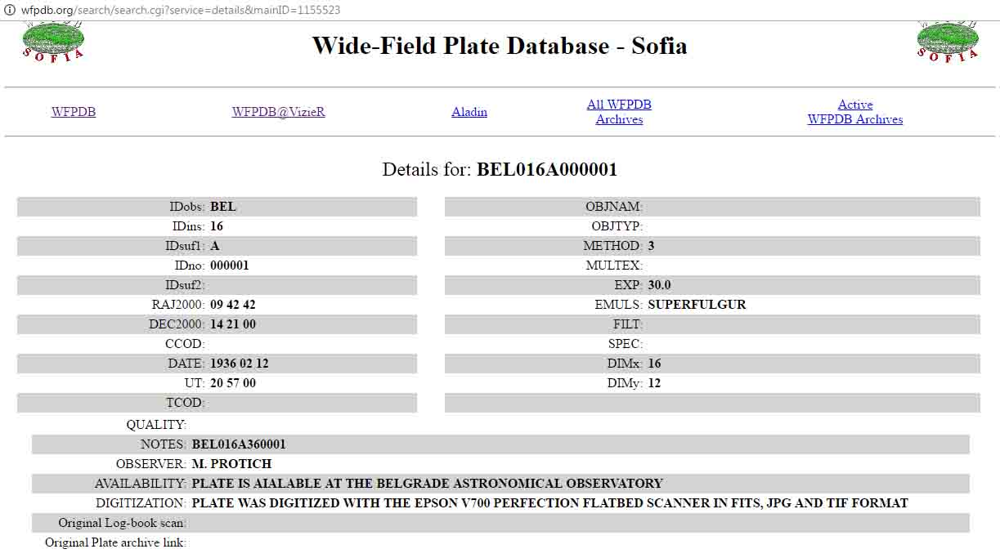 wfpdb.org/search/search.cgi?service=details&mainID=1155523
SOFIA
Wide-Field Plate Database - Sofia
SOFIA
WFPDB
WFPDB@VizieR
Aladin
All WFPDB
Archives
Active
WFPDB Archives
Details for: BEL016A000001
IDobs: BEL
IDins: 16
IDsuf1: A
IDno: 000001
IDsuf2:
RAJ2000: 09 42 42
DEC2000: 14 21 00
CCOD:
DATE: 1936 02 12
UT: 20 57 00
TCOD:
OBJNAM:
OBJTYP:
METHOD: 3
MULTEX:
EXP: 30.0
EMULS: SUPERFULGUR
FILT:
SPEC:
DIMx: 16
DIMy: 12
QUALITY:
NOTES: BEL016A360001
OBSERVER: M. PROTICH
AVAILABILITY: PLATE IS AIALABLE AT THE BELGRADE ASTRONOMICAL OBSERVATORY
DIGITIZATION: PLATE WAS DIGITIZED WITH THE EPSON V700 PERFECTION FLATBED SCANNER IN FITS, JPG AND TIF FORMAT
Original Log-book scan:
Original Plate archive link: